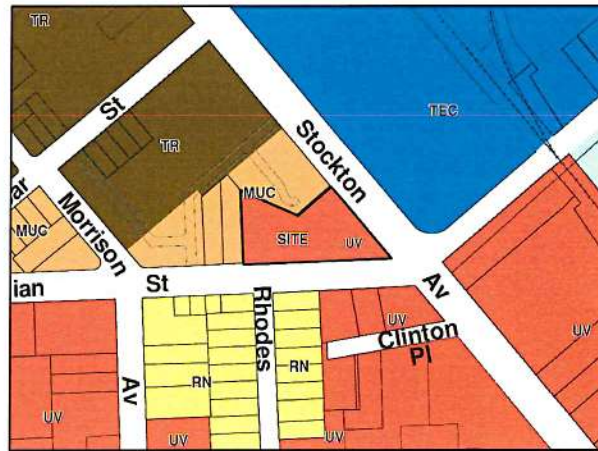 TR
St
TEC
TR
Stockton
ar
Morrison
MUC
MUC
SITE
UV
ian
St
Av
Rhodes
UV
Clinton
Pl
UV
RN
RN
Av
UV
UV
UV